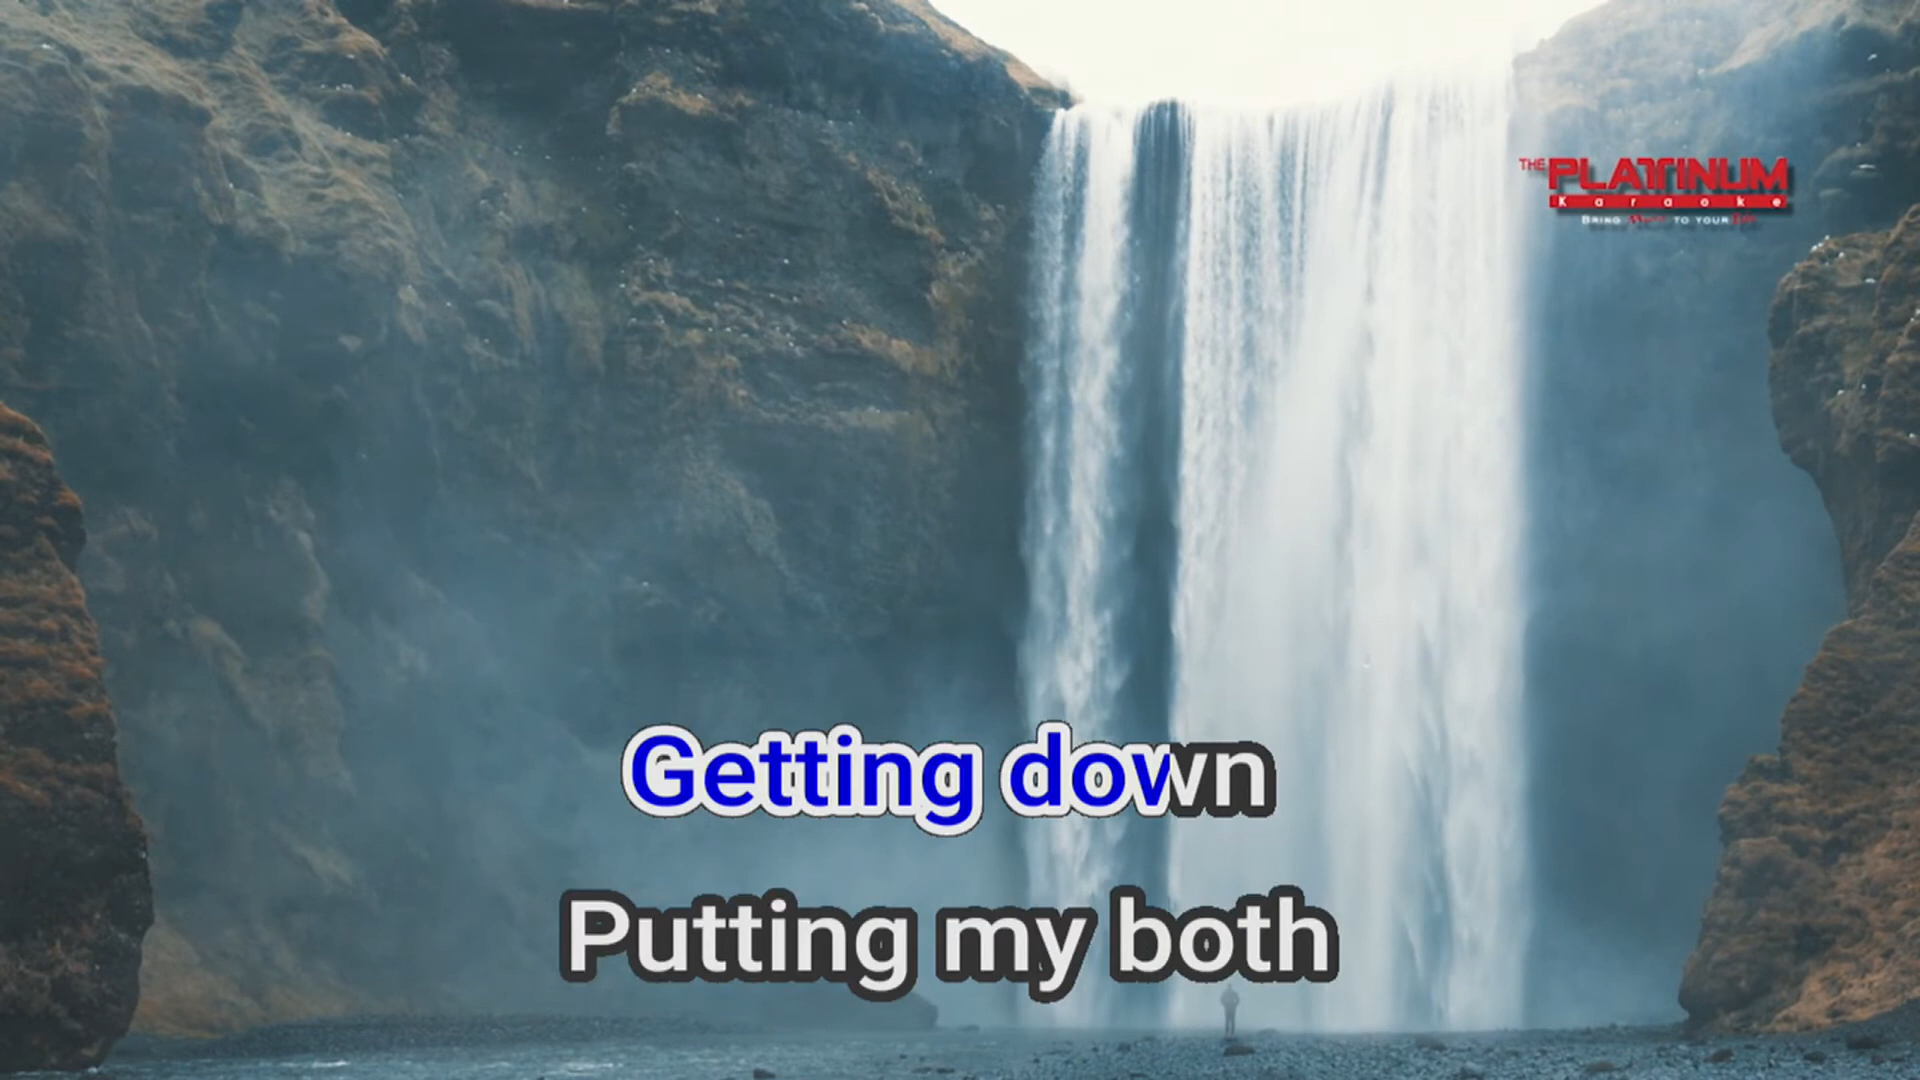 THE PLATINUM
Karaoke
BRING Music TO YOUR Life
Getting down
Putting my both